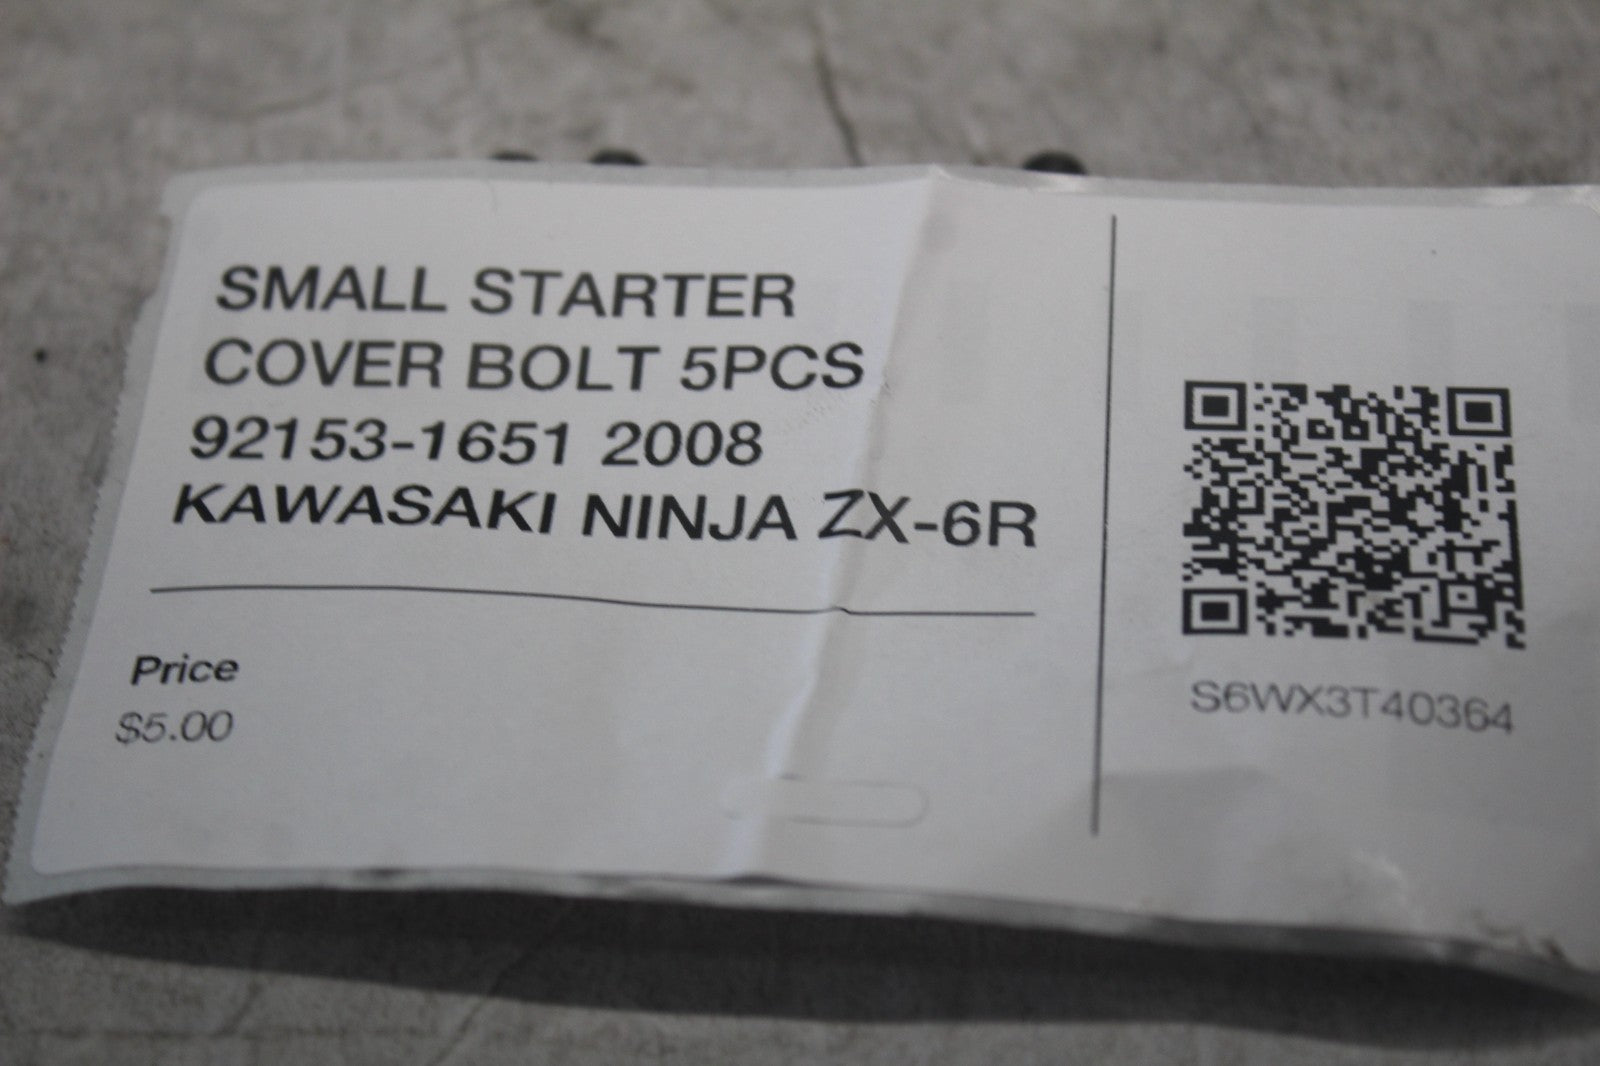 SMALL STARTER
COVER BOLT 5PCS
92153-1651 2008
KAWASAKI NINJA ZX-6R
Price
$5.00
S6WX3T40364